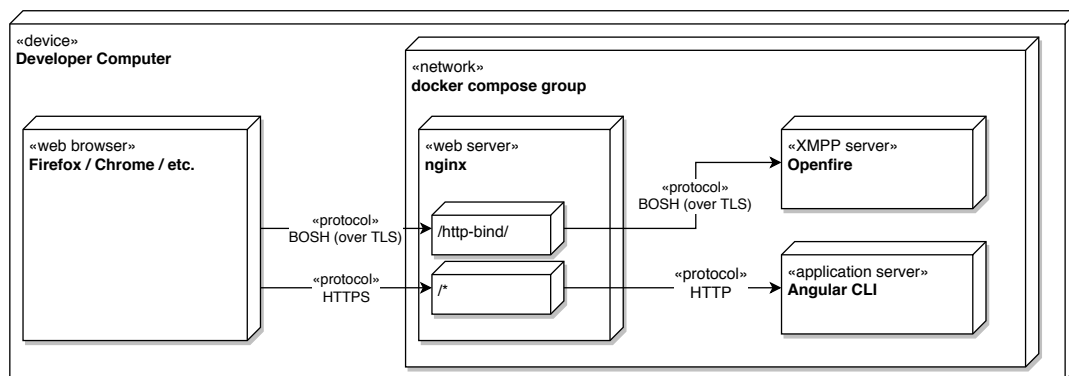 «device»
Developer Computer
«network»
docker compose group
«web browser»
Firefox / Chrome / etc.
«web server»
nginx
«XMPP server»
Openfire
«protocol»
BOSH (over TLS)
«protocol»
BOSH (over TLS)
/http-bind/
«protocol»
HTTPS
/*
«protocol»
HTTP
«application server»
Angular CLI